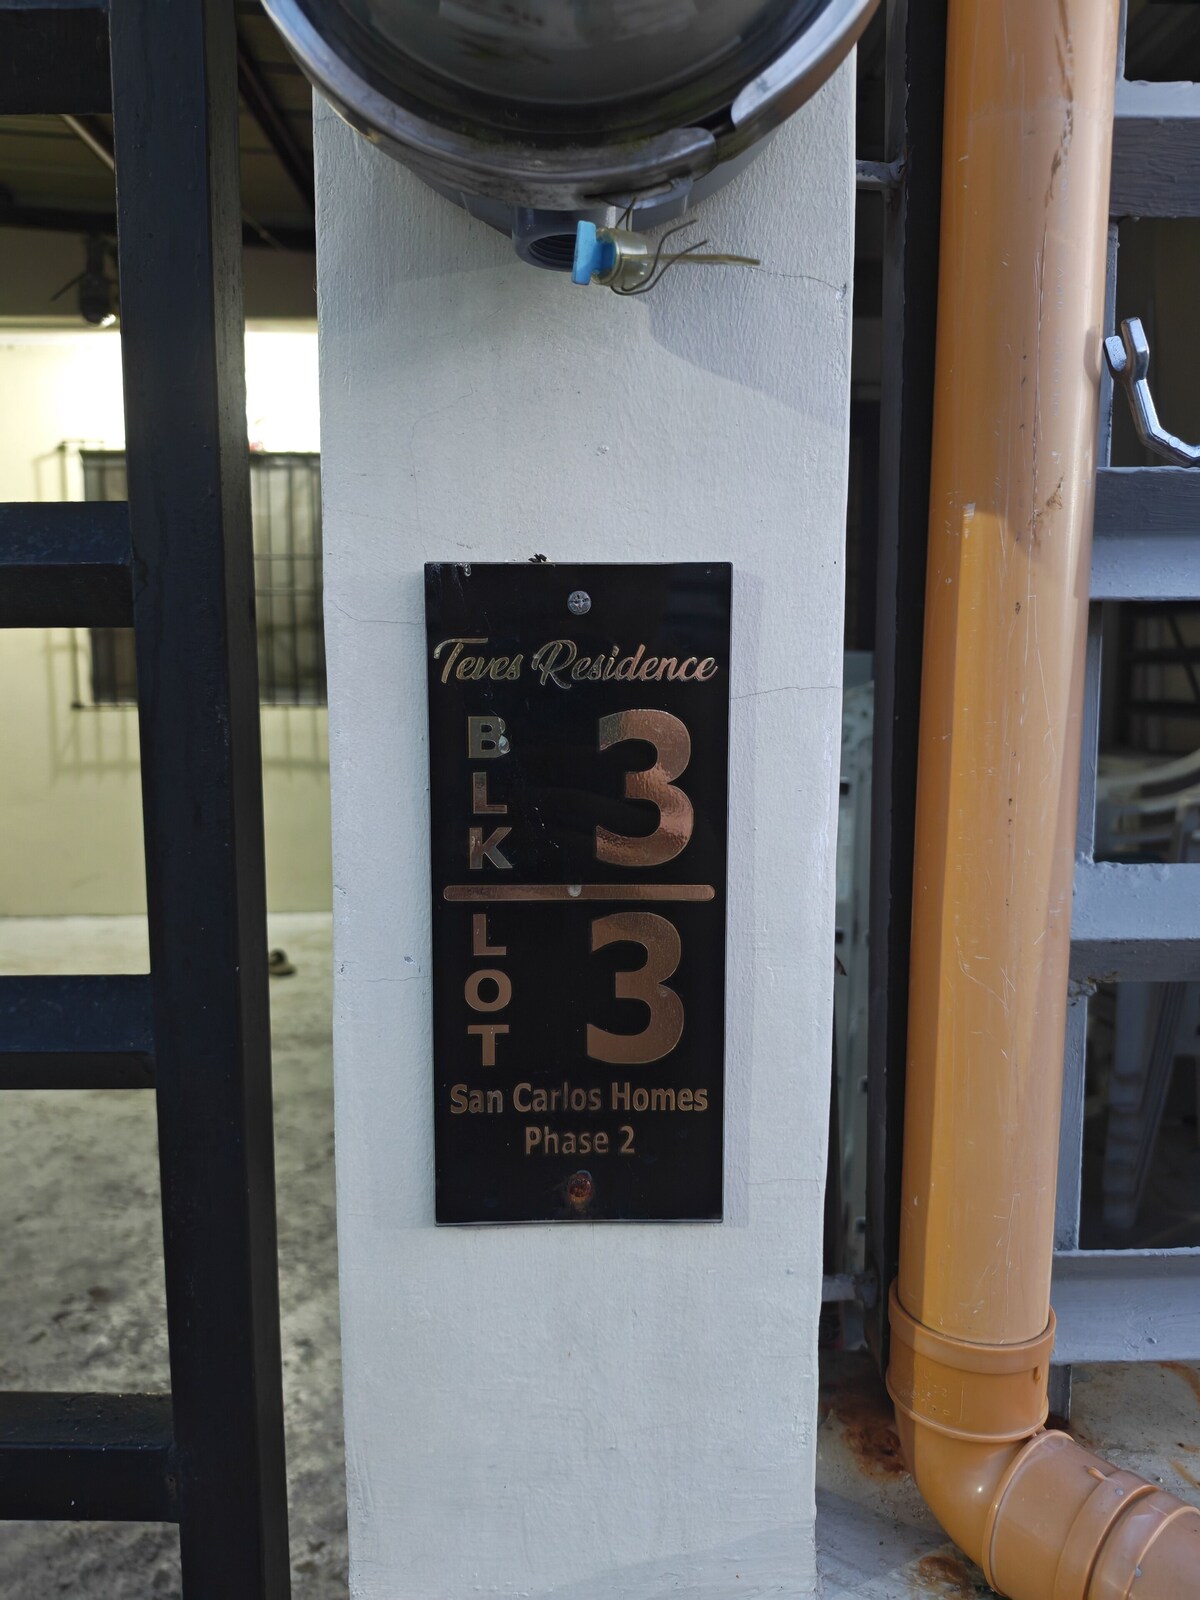 Teves Residence
BLK 3
LOT 3
San Carlos Homes
Phase 2